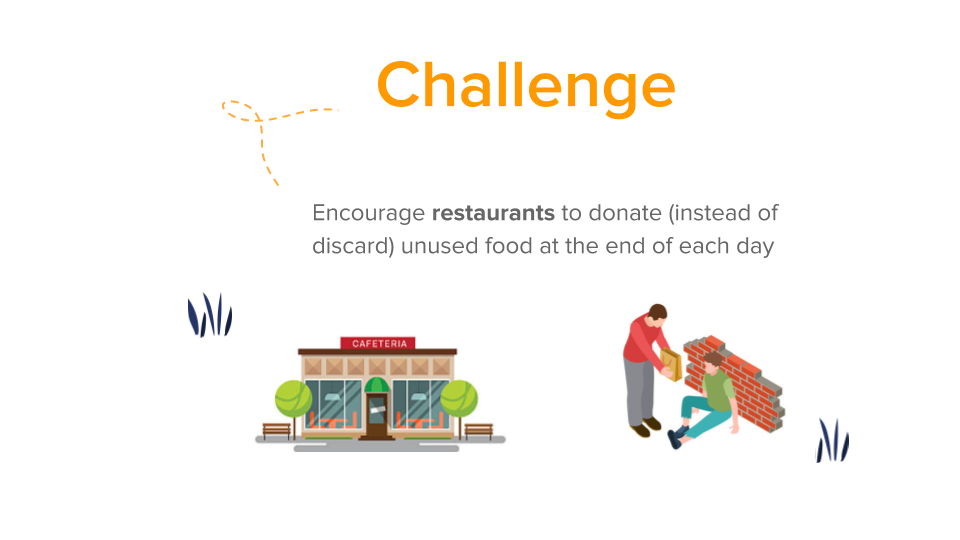 Challenge
Encourage restaurants to donate (instead of
discard) unused food at the end of each day
CAFETERIA